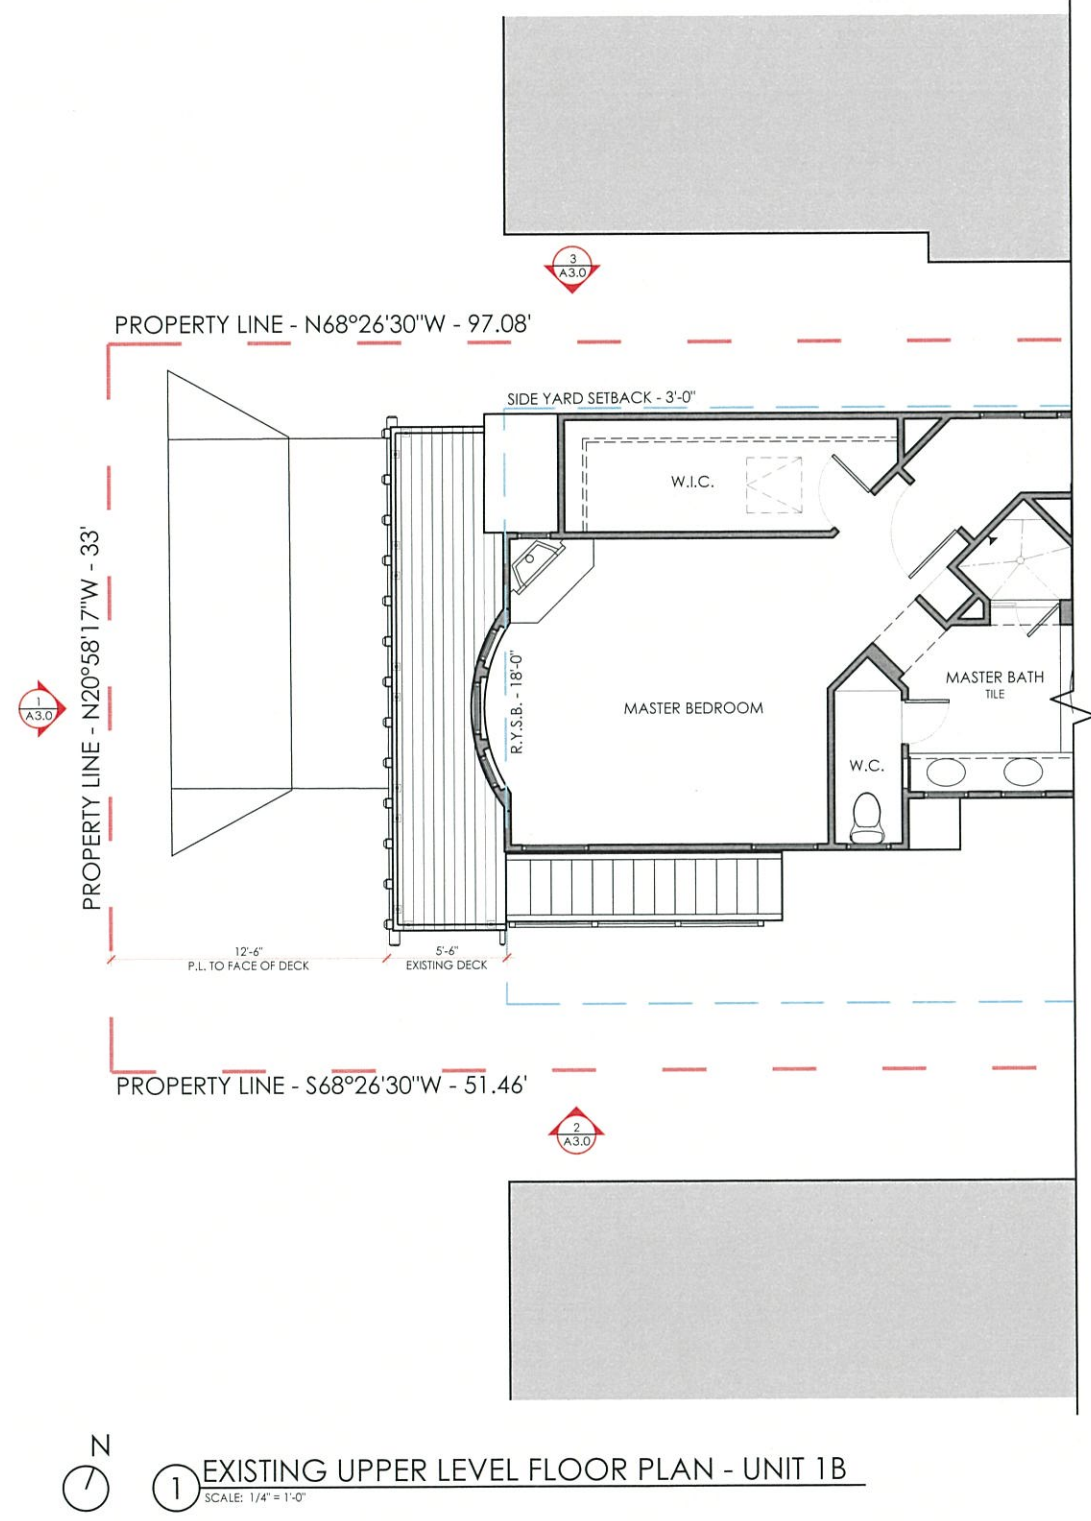 3
A3.0
PROPERTY LINE - N68°26'30"W - 97.08'
SIDE YARD SETBACK - 3'-0"
W.I.C.
PROPERTY LINE - N20°58'17"W - 33'
R.Y.S.B. - 18'-0"
MASTER BATH
TILE
1
A3.0
MASTER BEDROOM
W.C.
12'-6"
P.L. TO FACE OF DECK
5'-6"
EXISTING DECK
PROPERTY LINE - S68°26'30"W - 51.46'
2
A3.0
N
1
EXISTING UPPER LEVEL FLOOR PLAN - UNIT 1B
SCALE: 1/4" = 1'-0"